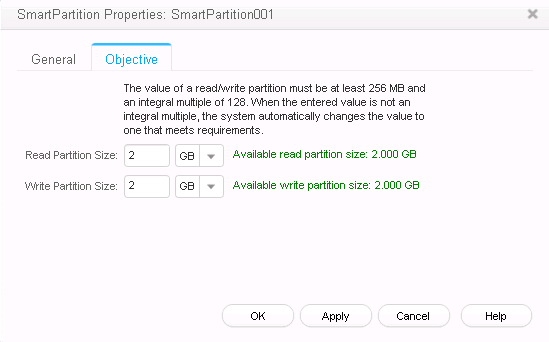 SmartPartition Properties: SmartPartition001
General Objective
The value of a read/write partition must be at least 256 MB and
an integral multiple of 128. When the entered value is not an
integral multiple, the system automatically changes the value to
one that meets requirements.
Read Partition Size: 2 GB Available read partition size: 2.000 GB
Write Partition Size: 2 GB Available write partition size: 2.000 GB
OK Apply Cancel Help